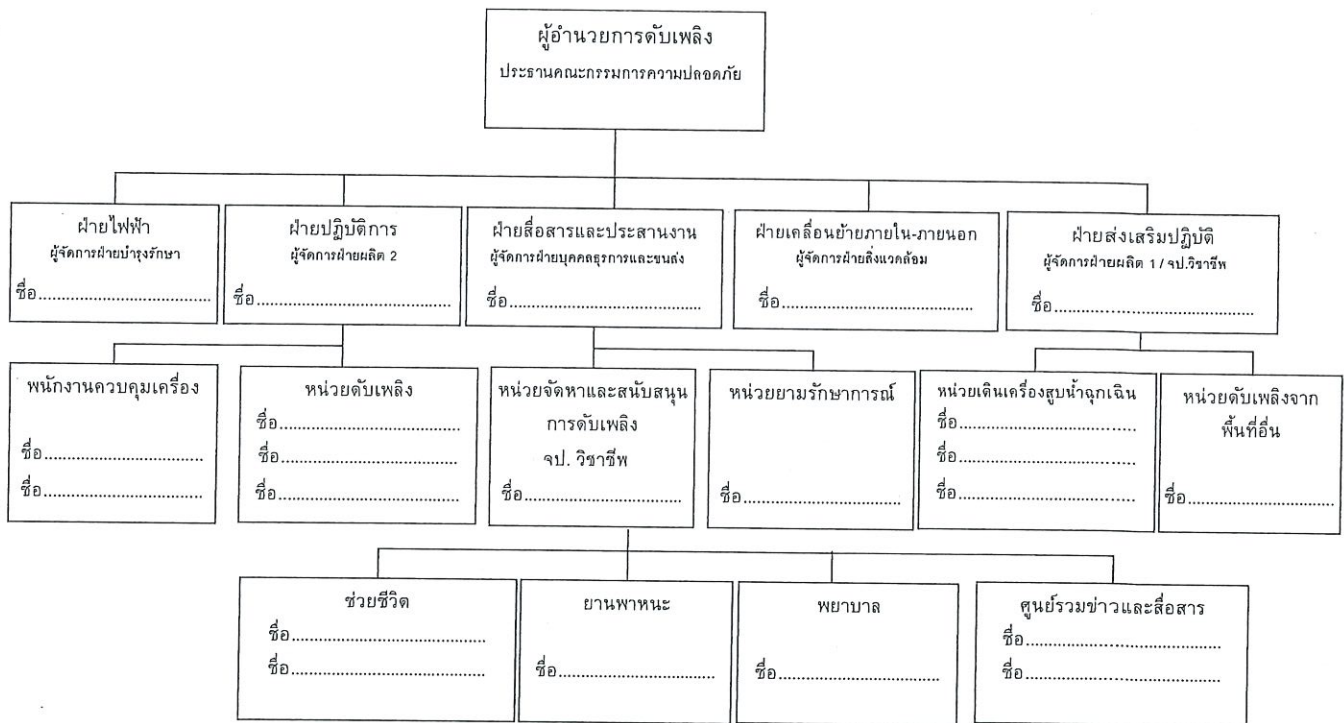 ผู้อำนวยการดับเพลิง
ประธานคณะกรรมการความปลอดภัย
ฝ่ายไฟฟ้า
ผู้จัดการฝ่ายบำรุงรักษา
ชื่อ..............................
ฝ่ายปฏิบัติการ
ผู้จัดการฝ่ายผลิต 2
ชื่อ..............................
ฝ่ายสื่อสารและประสานงาน
ผู้จัดการฝ่ายบุคคลธุรการและขนส่ง
ชื่อ..............................
ฝ่ายเคลื่อนย้ายภายใน-ภายนอก
ผู้จัดการฝ่ายสิ่งแวดล้อม
ชื่อ..............................
ฝ่ายส่งเสริมปฏิบัติ
ผู้จัดการฝ่ายผลิต 1 / จป.วิชาชีพ
ชื่อ..............................
พนักงานควบคุมเครื่อง
ชื่อ..............................
ชื่อ..............................
หน่วยดับเพลิง
ชื่อ..............................
ชื่อ..............................
ชื่อ..............................
หน่วยจัดหาและสนับสนุน
การดับเพลิง
จป. วิชาชีพ
ชื่อ..............................
หน่วยยามรักษาการณ์
ชื่อ..............................
หน่วยเดินเครื่องสูบน้ำฉุกเฉิน
ชื่อ..............................
ชื่อ..............................
ชื่อ..............................
หน่วยดับเพลิงจาก
พื้นที่อื่น
ชื่อ..............................
ช่วยชีวิต
ชื่อ..............................
ชื่อ..............................
ยานพาหนะ
ชื่อ..............................
พยาบาล
ชื่อ..............................
ศูนย์รวมข่าวและสื่อสาร
ชื่อ..............................
ชื่อ..............................